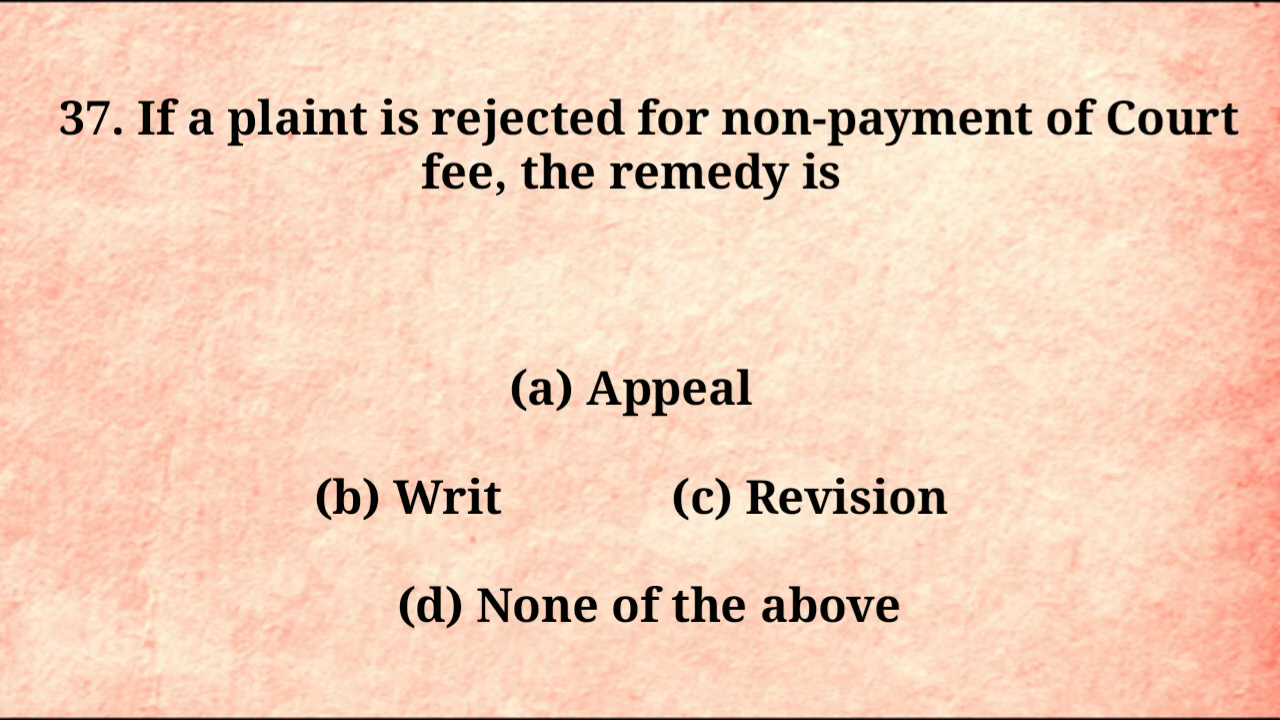 37. If a plaint is rejected for non-payment of Court
fee, the remedy is
(a) Appeal
(b) Writ (c) Revision
(d) None of the above